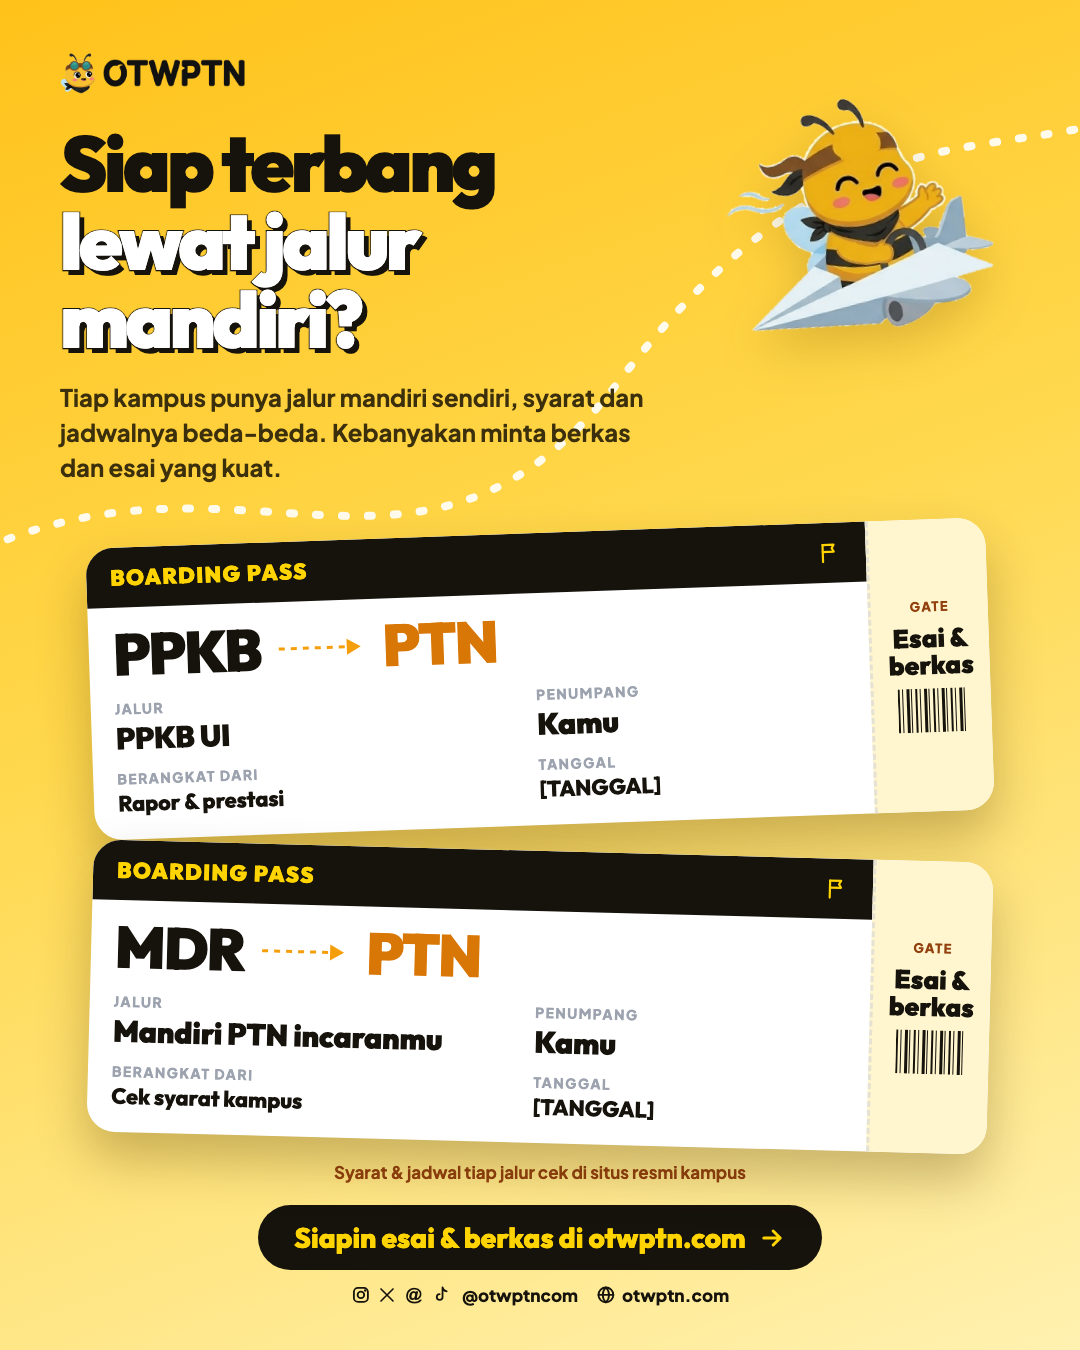 OTWPTN
Siap terbang
lewat jalur
mandiri?
Tiap kampus punya jalur mandiri sendiri, syarat dan
jadwalnya beda-beda. Kebanyakan minta berkas
dan esai yang kuat.
BOARDING PASS
PPKB PTN
JALUR
PPKB UI
PENUMPANG
Kamu
BERANGKAT DARI
Rapor & prestasi
TANGGAL
[TANGGAL]
GATE
Esai &
berkas
BOARDING PASS
MDR PTN
JALUR
Mandiri PTN incaranmu
PENUMPANG
Kamu
BERANGKAT DARI
Cek syarat kampus
TANGGAL
[TANGGAL]
GATE
Esai &
berkas
Syarat & jadwal tiap jalur cek di situs resmi kampus
Siapin esai & berkas di otwptn.com →
@otwptncom otwptn.com